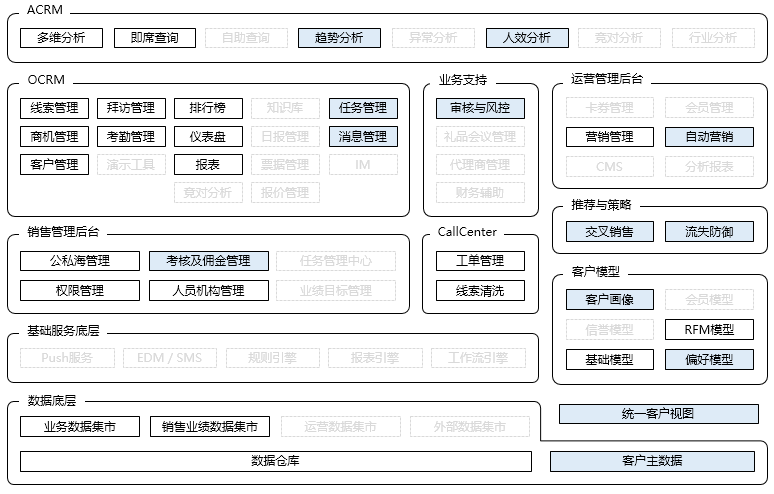 ACRM
多维分析 即席查询 自助查询 趋势分析 异常分析 人效分析 竞对分析 行业分析
OCRM
线索管理 拜访管理 排行榜 知识库 任务管理
商机管理 考勤管理 仪表盘 日报管理 消息管理
客户管理 演示工具 报表 票据管理 IM
竞对分析 报价管理
业务支持
审核与风控
礼品会议管理
代理商管理
财务辅助
运营管理后台
卡券管理 会员管理
营销管理 自动营销
CMS 分析报表
推荐与策略
交叉销售 流失防御
销售管理后台
公私海管理 考核及佣金管理 任务管理中心
权限管理 人员机构管理 业绩目标管理
CallCenter
工单管理
线索清洗
客户模型
客户画像 会员模型
信誉模型 RFM模型
基础模型 偏好模型
基础服务底层
Push服务 EDM / SMS 规则引擎 报表引擎 工作流引擎
数据底层
业务数据集市 销售业绩数据集市 运营数据集市 外部数据集市
统一客户视图
数据仓库 客户主数据